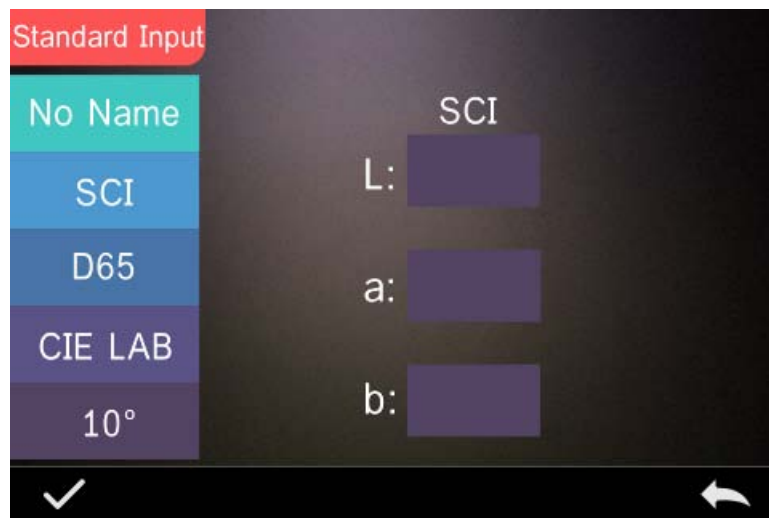 Standard Input
No Name
SCI
D65
CIE LAB
10°
SCI
L:
a:
b: